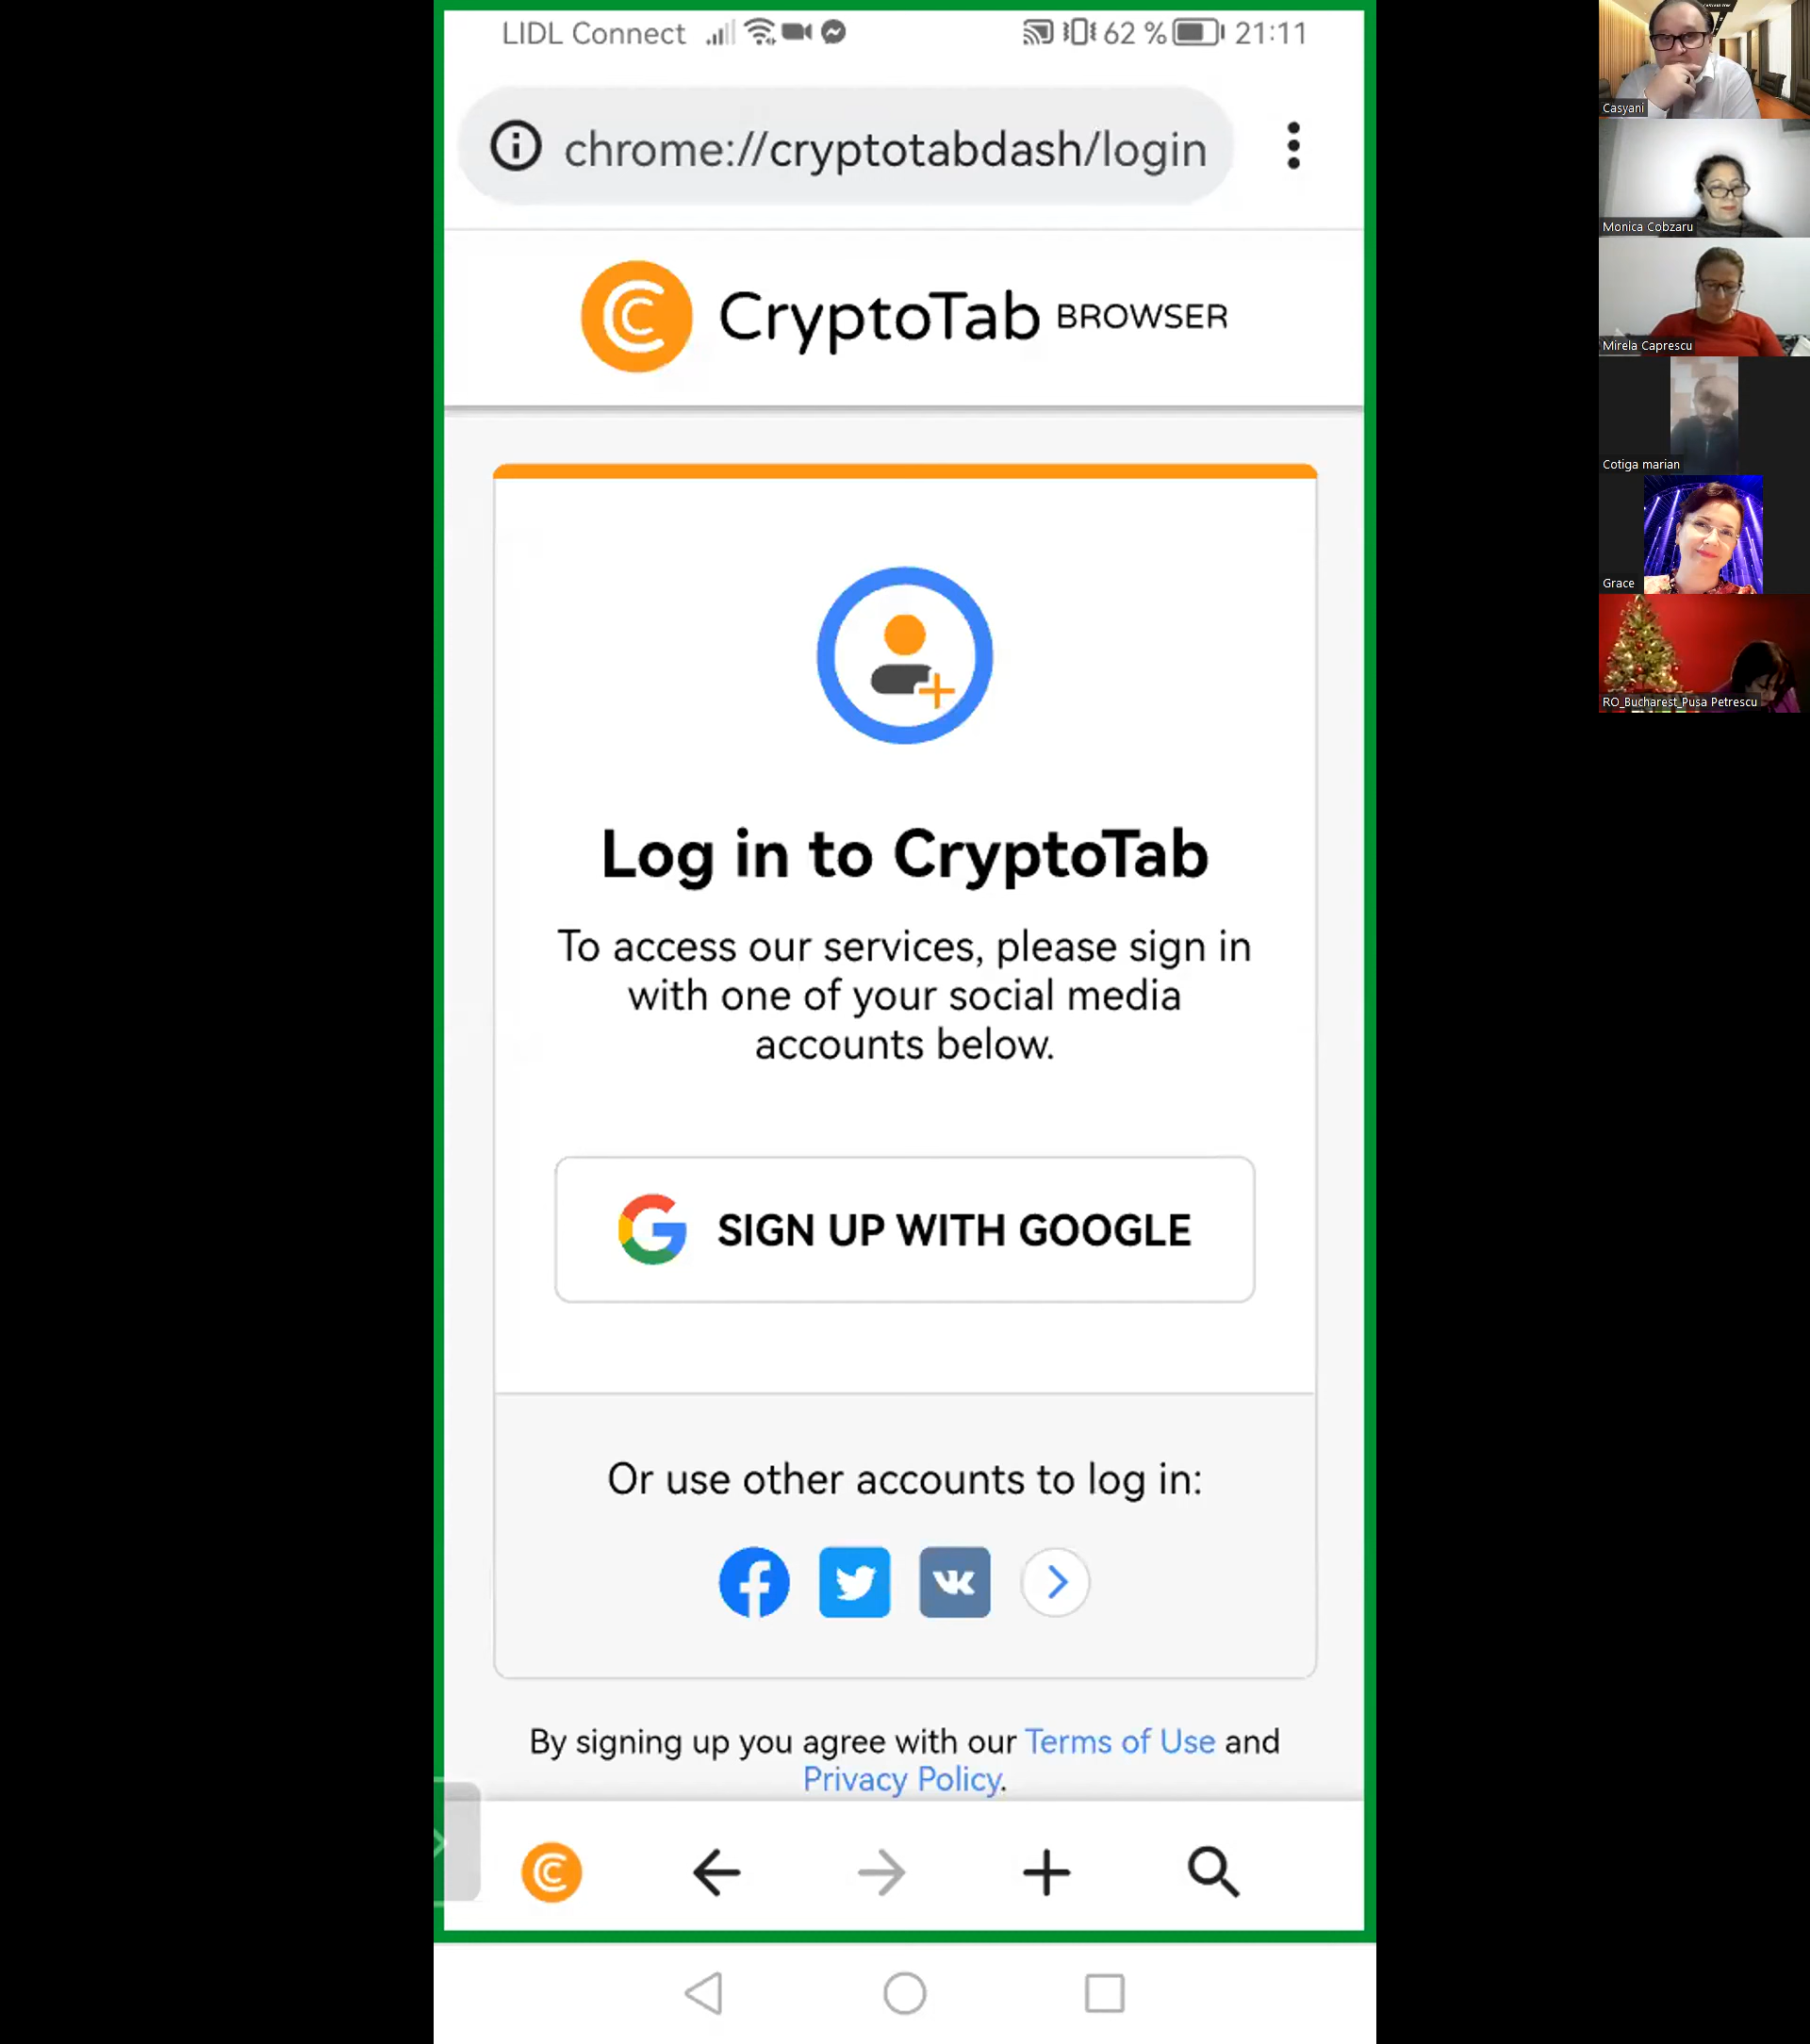 LIDL Connect 62 % 21:11
chrome://cryptotabdash/login
CryptoTab BROWSER
Log in to CryptoTab
To access our services, please sign in
with one of your social media
accounts below.
SIGN UP WITH GOOGLE
Or use other accounts to log in:
By signing up you agree with our Terms of Use and
Privacy Policy.
Casyani
Monica Cobzaru
Mirela Caprescu
Cotiga marian
Grace
RO_Bucharest_Pusa Petrescu